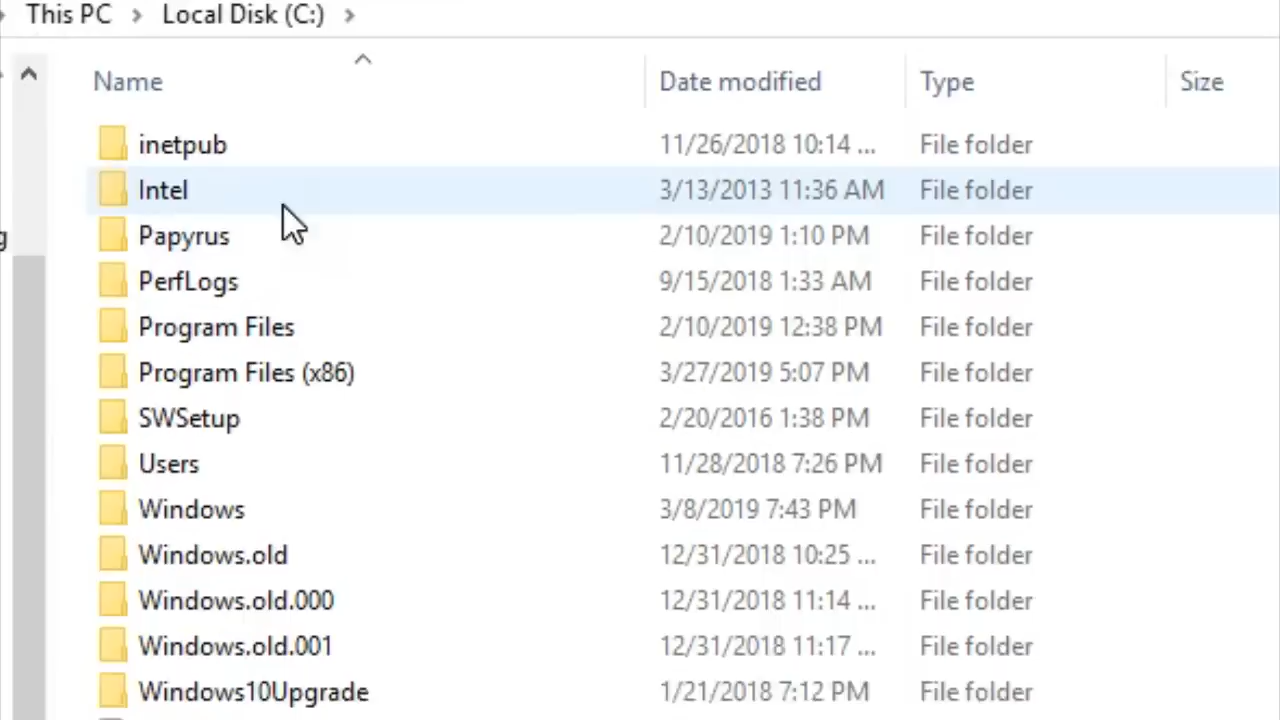 This PC > Local Disk (C:) >
Name Date modified Type Size
inetpub 11/26/2018 10:14 ... File folder
Intel 3/13/2013 11:36 AM File folder
Papyrus 2/10/2019 1:10 PM File folder
PerfLogs 9/15/2018 1:33 AM File folder
Program Files 2/10/2019 12:38 PM File folder
Program Files (x86) 3/27/2019 5:07 PM File folder
SWSetup 2/20/2016 1:38 PM File folder
Users 11/28/2018 7:26 PM File folder
Windows 3/8/2019 7:43 PM File folder
Windows.old 12/31/2018 10:25 ... File folder
Windows.old.000 12/31/2018 11:14 ... File folder
Windows.old.001 12/31/2018 11:17 ... File folder
Windows10Upgrade 1/21/2018 7:12 PM File folder